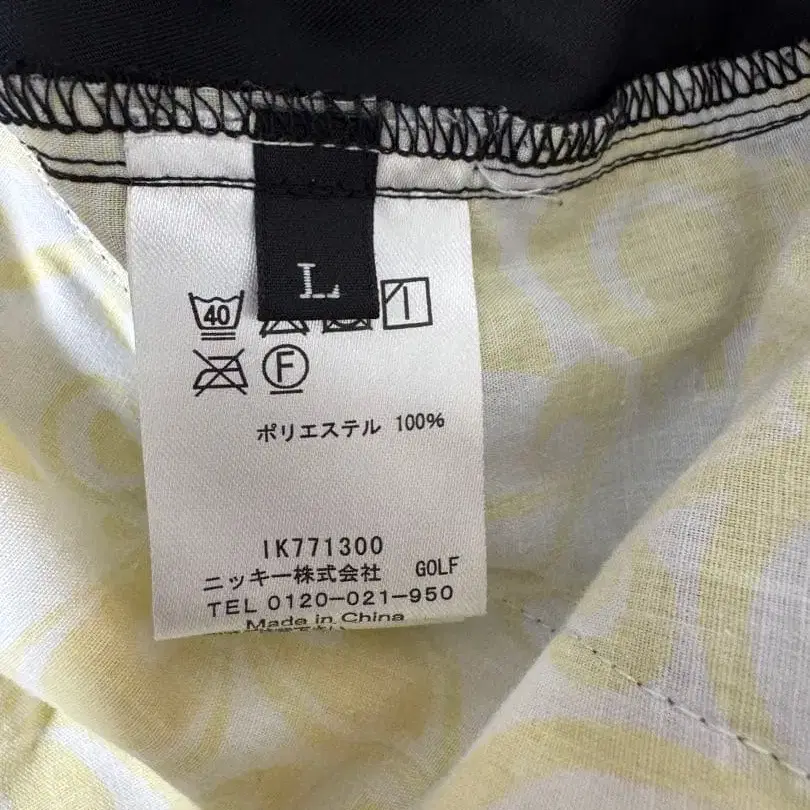 L
40
F
ポリエステル 100%
IK771300
ニッキー株式会社 GOLF
TEL 0120-021-950
Made in China